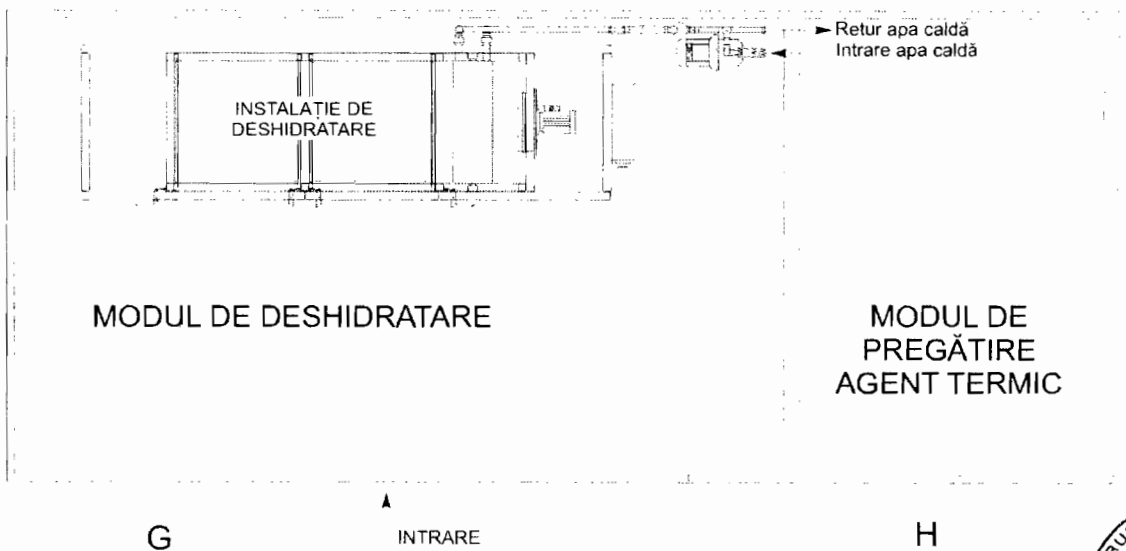 Retur apa caldă
Intrare apa caldă
INSTALAȚIE DE
DESHIDRATARE
MODUL DE DESHIDRATARE
MODUL DE
PREGĂTIRE
AGENT TERMIC
G
INTRARE
H